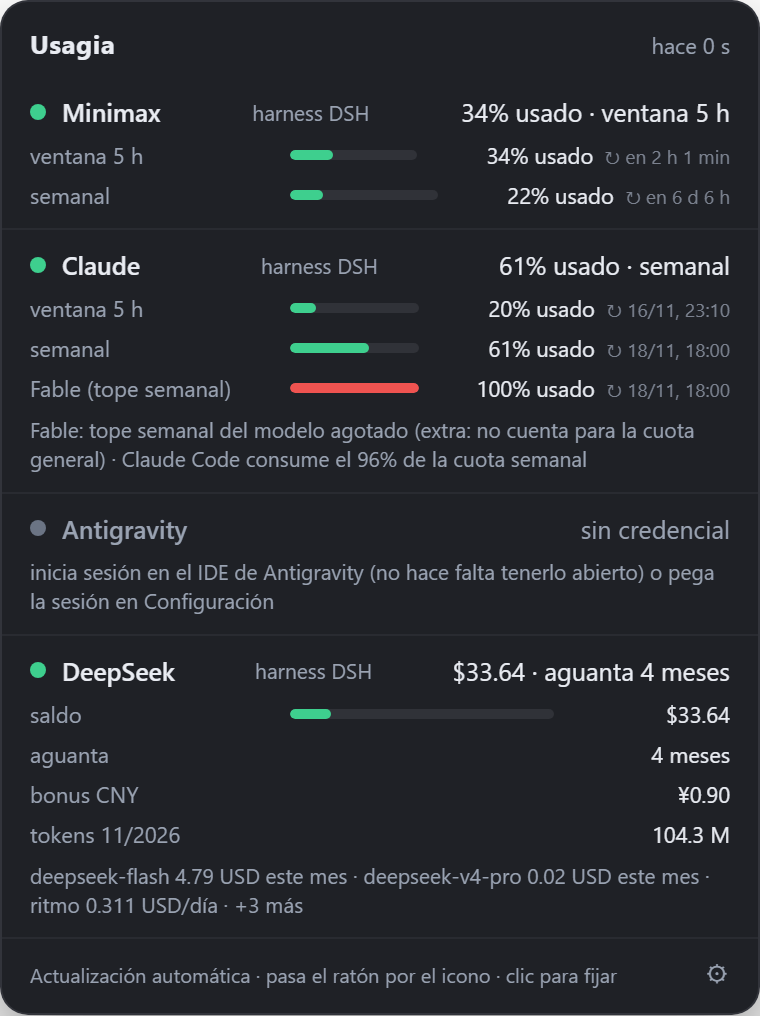 Usagia hace 0 s
Minimax harness DSH 34% usado · ventana 5 h
ventana 5 h 34% usado ↻ en 2 h 1 min
semanal 22% usado ↻ en 6 d 6 h
Claude harness DSH 61% usado · semanal
ventana 5 h 20% usado ↻ 16/11, 23:10
semanal 61% usado ↻ 18/11, 18:00
Fable (tope semanal) 100% usado ↻ 18/11, 18:00
Fable: tope semanal del modelo agotado (extra: no cuenta para la cuota
general) · Claude Code consume el 96% de la cuota semanal
Antigravity sin credencial
inicia sesión en el IDE de Antigravity (no hace falta tenerlo abierto) o pega
la sesión en Configuración
DeepSeek harness DSH $33.64 · aguanta 4 meses
saldo $33.64
aguanta 4 meses
bonus CNY ¥0.90
tokens 11/2026 104.3 M
deepseek-flash 4.79 USD este mes · deepseek-v4-pro 0.02 USD este mes ·
ritmo 0.311 USD/día · +3 más
Actualización automática · pasa el ratón por el icono · clic para fijar